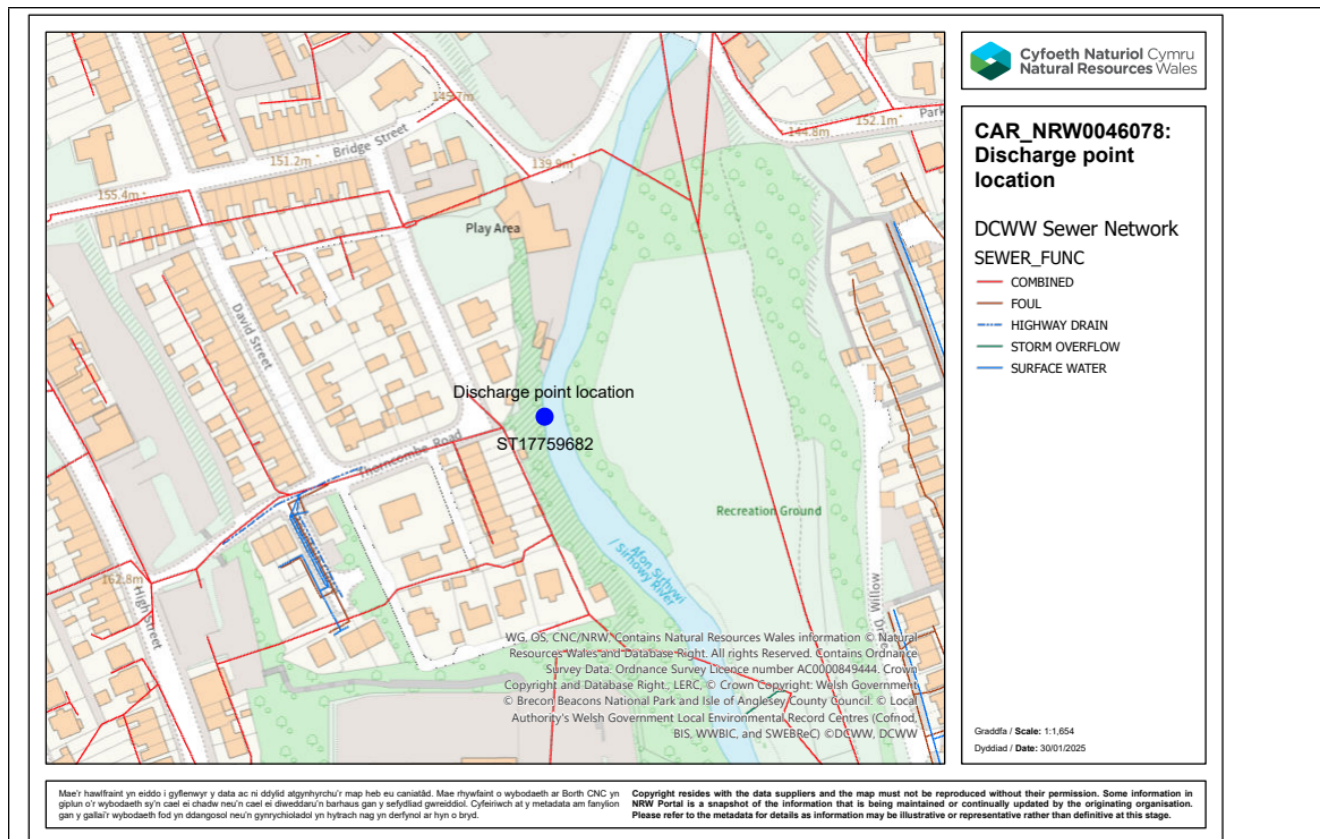 145.7m
152.1m
Park
144.8m
Bridge Street
151.2m
139.9m
155.4m
Play Area
David Street
Discharge point location
ST17759682
Thorncombe Road
Recreation Ground
Afon Sirhywi
/ Sirhowy River
162.8m
High Street
Willow
WG, OS, CNC/NRW, Contains Natural Resources Wales information © Natural
Resources Wales and Database Right. All rights Reserved. Contains Ordnance
Survey Data. Ordnance Survey Licence number AC0000849444. Crown
Copyright and Database Right., LERC, © Crown Copyright: Welsh Government
© Brecon Beacons National Park and Isle of Anglesey County Council. © Local
Authority's Welsh Government Local Environmental Record Centres (Cofnod,
BIS, WWBIC, and SWEBReC) ©DCWW, DCWW
Cyfoeth Naturiol Cymru
Natural Resources Wales
CAR_NRW0046078:
Discharge point
location
DCWW Sewer Network
SEWER_FUNC
COMBINED
FOUL
HIGHWAY DRAIN
STORM OVERFLOW
SURFACE WATER
Graddfa / Scale: 1:1,654
Dyddiad / Date: 30/01/2025
Mae'r hawlfraint yn eiddo i gyflenwyr y data ac ni ddylid atgynhyrchu'r map heb eu caniatâd. Mae rhywfaint o wybodaeth ar Borth CNC yn
giplun o'r wybodaeth sy'n cael ei chadw neu'n cael ei diweddaru'n barhaus gan y sefydliad gwreiddiol. Cyfeiriwch at y metadata am fanylion
gan y gallai'r wybodaeth fod yn ddangosol neu'n gynrychioladol yn hytrach nag yn derfynol ar hyn o bryd.
Copyright resides with the data suppliers and the map must not be reproduced without their permission. Some information in
NRW Portal is a snapshot of the information that is being maintained or continually updated by the originating organisation.
Please refer to the metadata for details as information may be illustrative or representative rather than definitive at this stage.